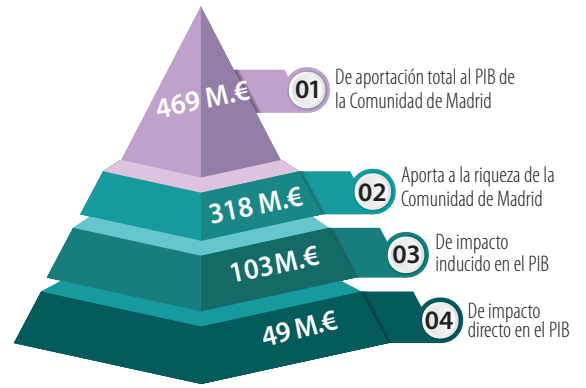 469 M.€
01
De aportación total al PIB de
la Comunidad de Madrid
318 M.€
02
Aporta a la riqueza de la
Comunidad de Madrid
103M.€
03
De impacto
inducido en el PIB
49 M.€
04
De impacto
directo en el PIB